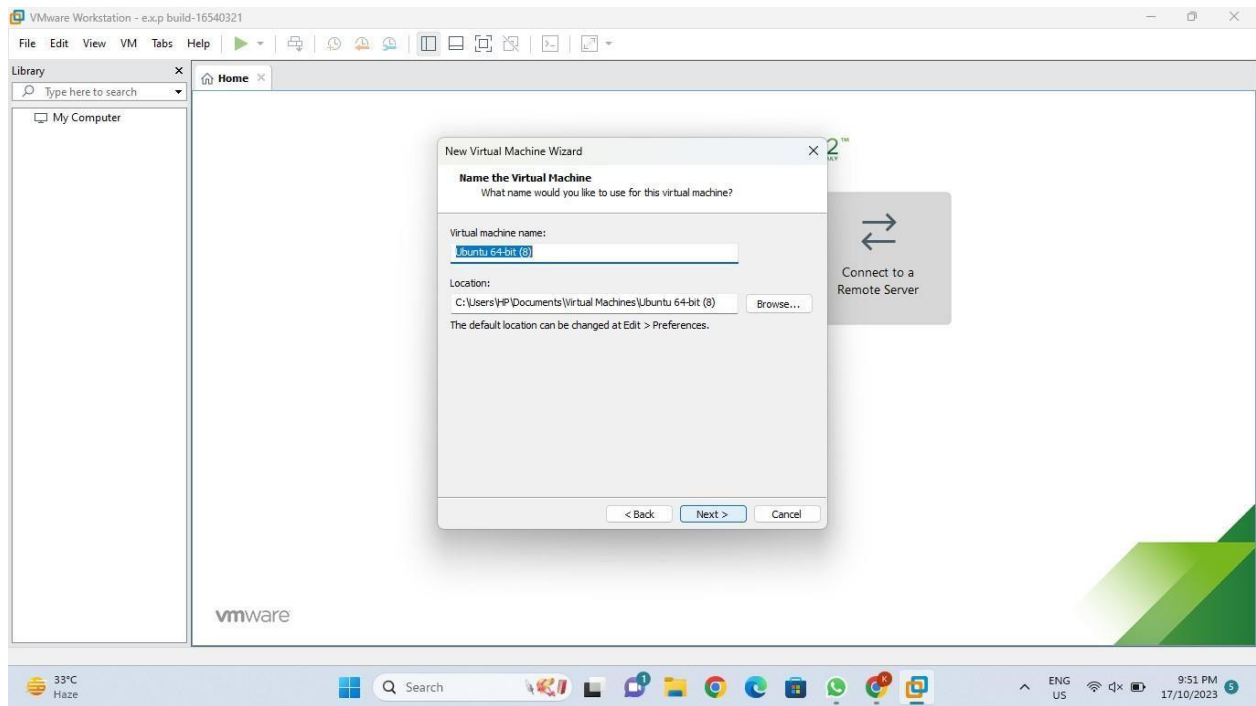 VMware Workstation - e.x.p build-16540321
File Edit View VM Tabs Help
Library
Home
Type here to search
My Computer
2™
New Virtual Machine Wizard
Name the Virtual Machine
What name would you like to use for this virtual machine?
Virtual machine name:
Ubuntu 64-bit (8)
Location:
C:\Users\HP\Documents\Virtual Machines\Ubuntu 64-bit (8)
Browse...
The default location can be changed at Edit > Preferences.
< Back Next > Cancel
Connect to a
Remote Server
vmware
33°C
Haze
Search
1
K
ENG
US
9:51 PM
17/10/2023
5